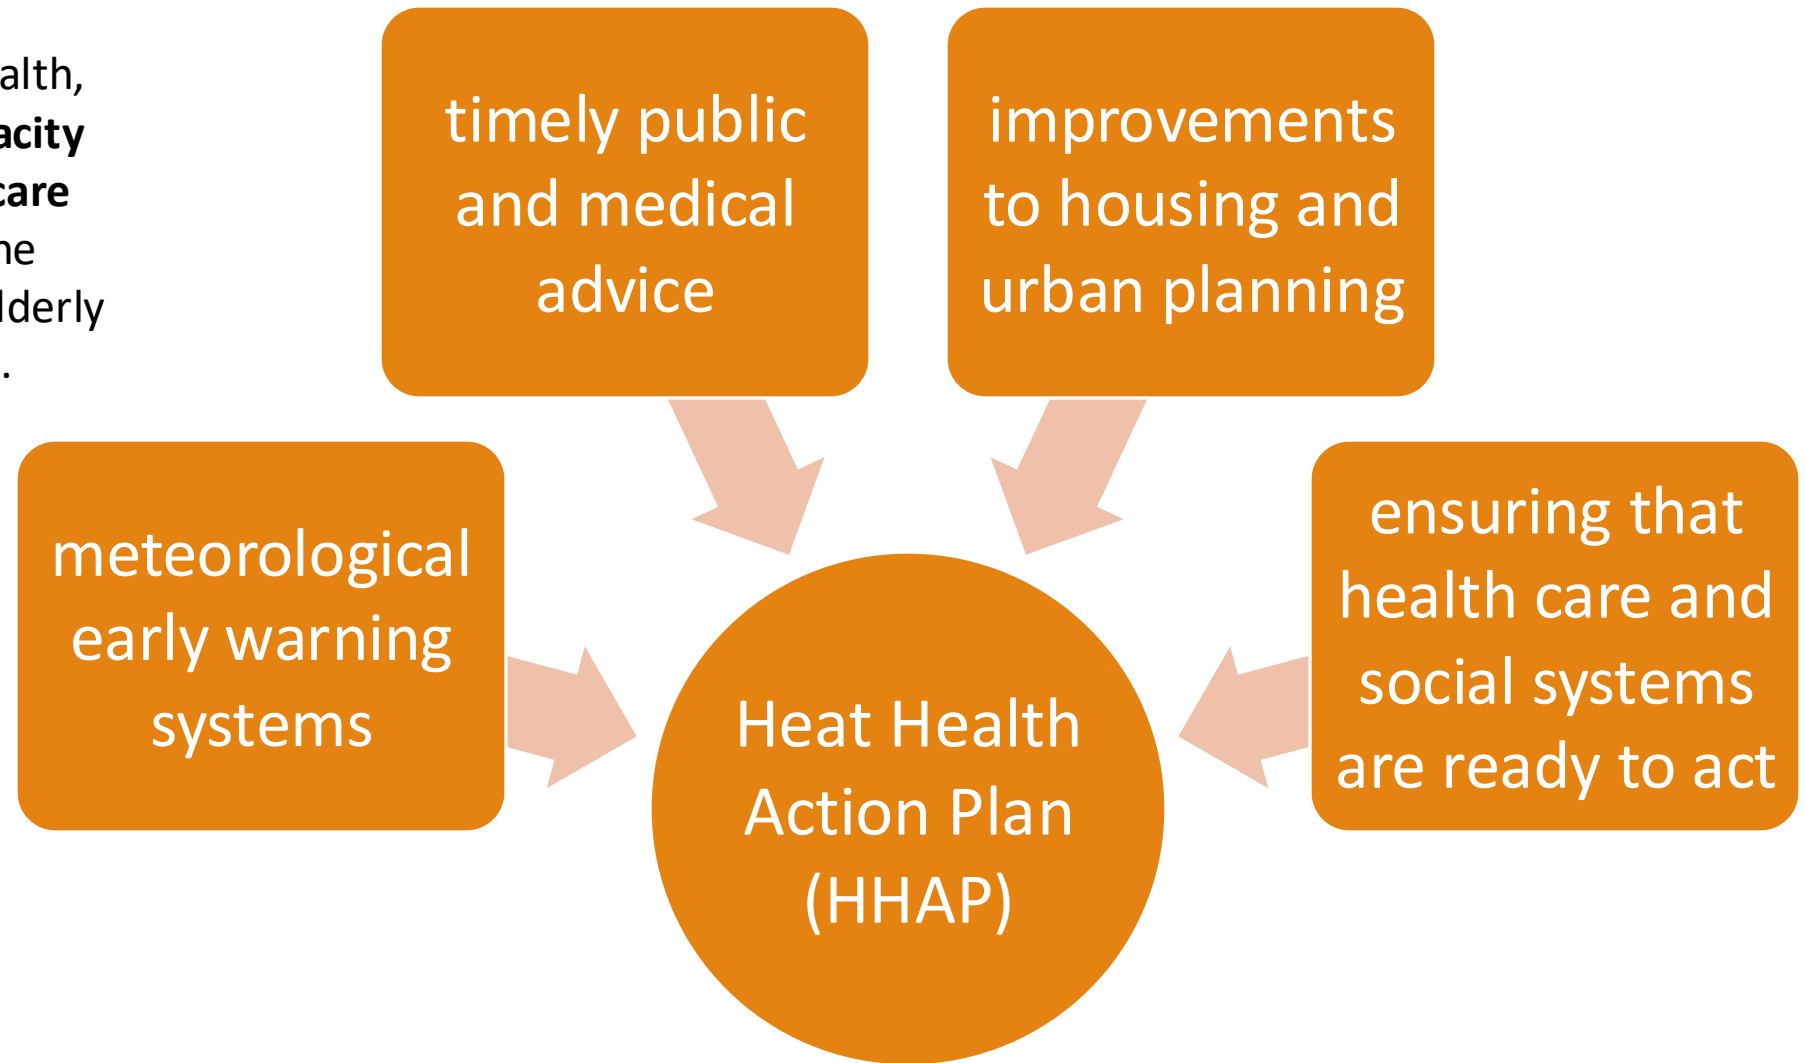 alth,
acity
care
ne
lderly
.
timely public
and medical
advice
improvements
to housing and
urban planning
meteorological
early warning
systems
ensuring that
health care and
social systems
are ready to act
Heat Health
Action Plan
(HHAP)